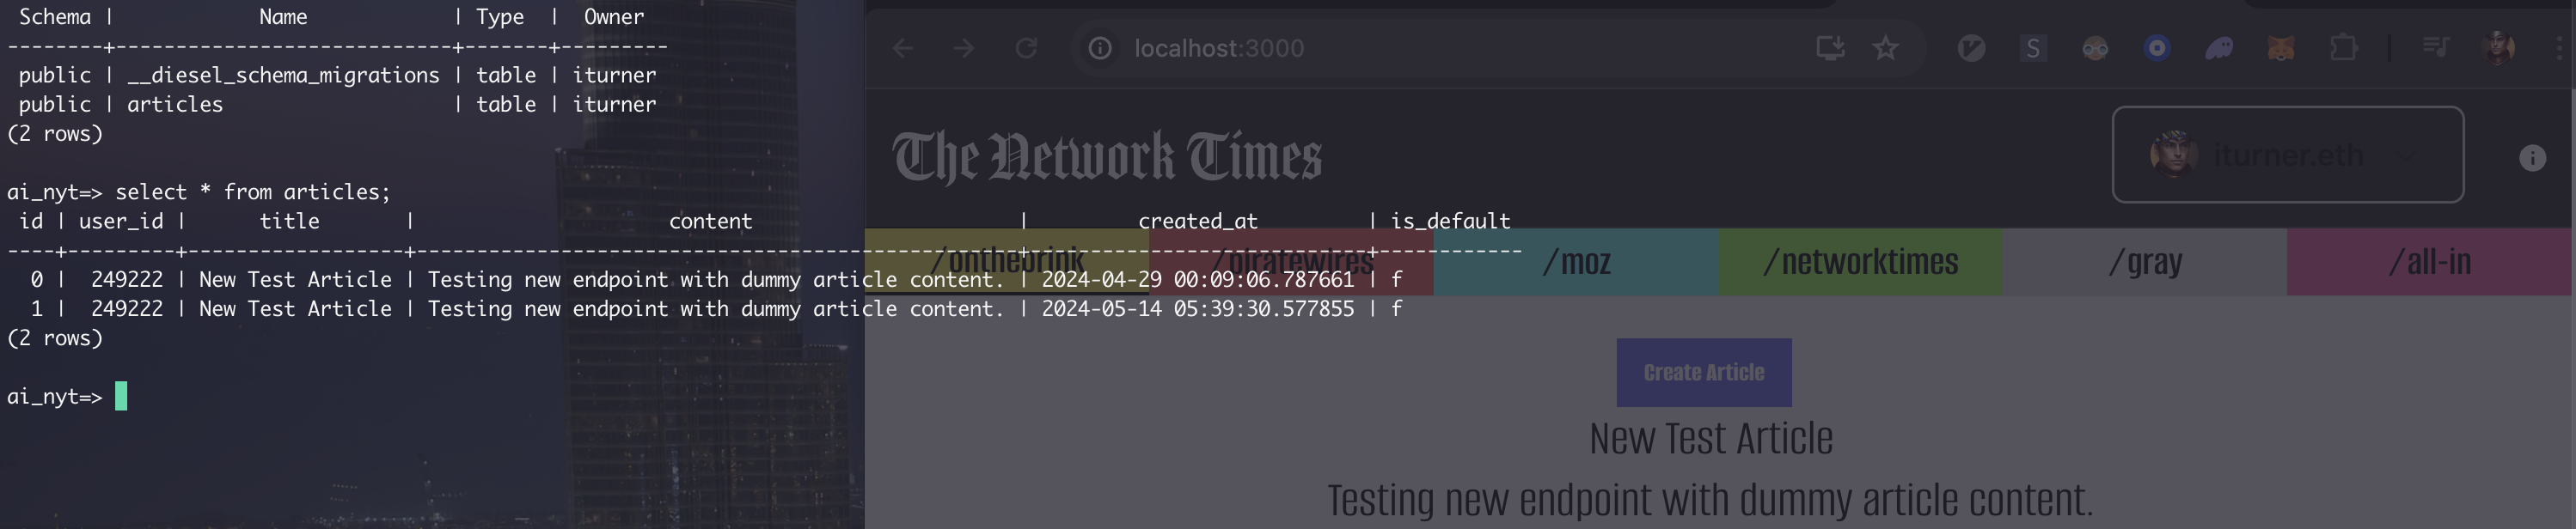 Schema |            Name             | Type  |  Owner
--------+-----------------------------+-------+---------
 public | __diesel_schema_migrations | table | iturner
 public | articles                   | table | iturner
(2 rows)
ai_nyt=> select * from articles;
 id | user_id |      title       |                     content                      |         created_at         | is_default
----+---------+------------------+--------------------------------------------------+----------------------------+------------
  0 |  249222 | New Test Article | Testing new endpoint with dummy article content. | 2024-04-29 00:09:06.787661 | f
  1 |  249222 | New Test Article | Testing new endpoint with dummy article content. | 2024-05-14 05:39:30.577855 | f
(2 rows)
ai_nyt=>
localhost:3000
S
The Network Times
iturner.eth
/onthebrink /piratewires /moz /networktimes /gray /all-in
Create Article
New Test Article
Testing new endpoint with dummy article content.